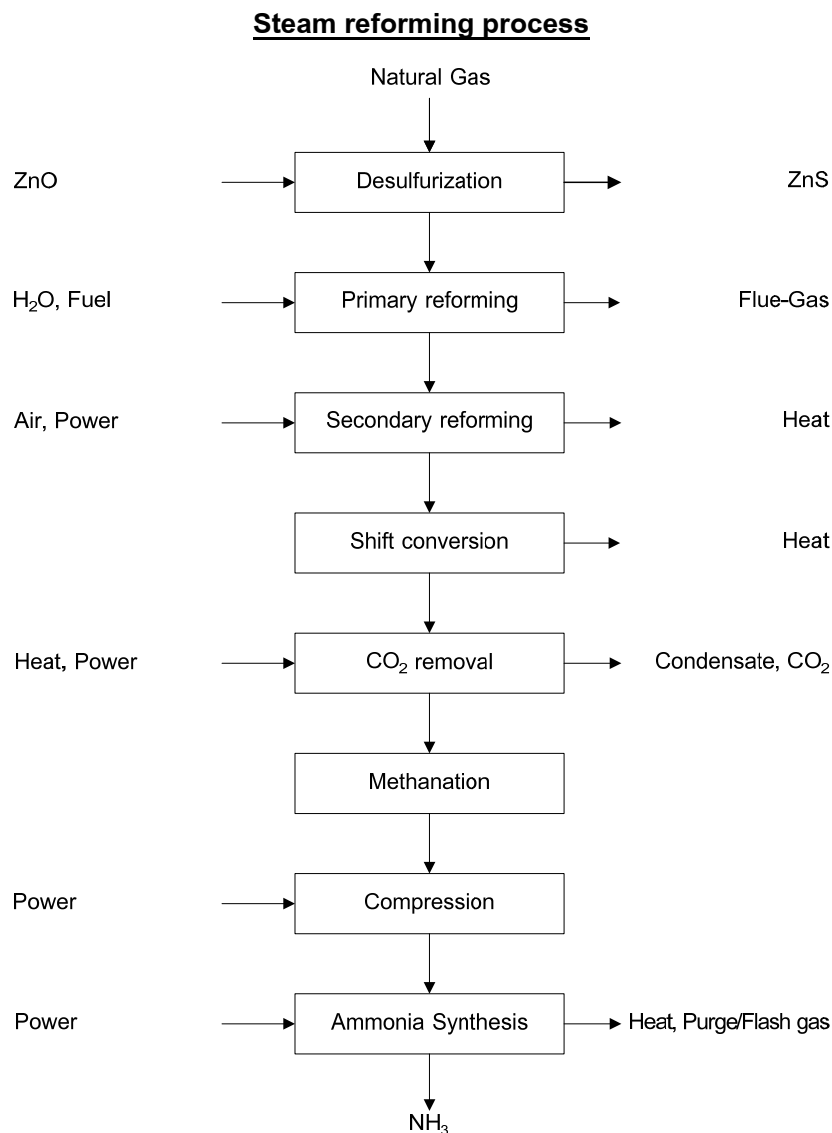 Steam reforming process
Natural Gas
ZnO
Desulfurization
ZnS
H₂O, Fuel
Primary reforming
Flue-Gas
Air, Power
Secondary reforming
Heat
Shift conversion
Heat
Heat, Power
CO₂ removal
Condensate, CO₂
Methanation
Power
Compression
Power
Ammonia Synthesis
Heat, Purge/Flash gas
NH₃